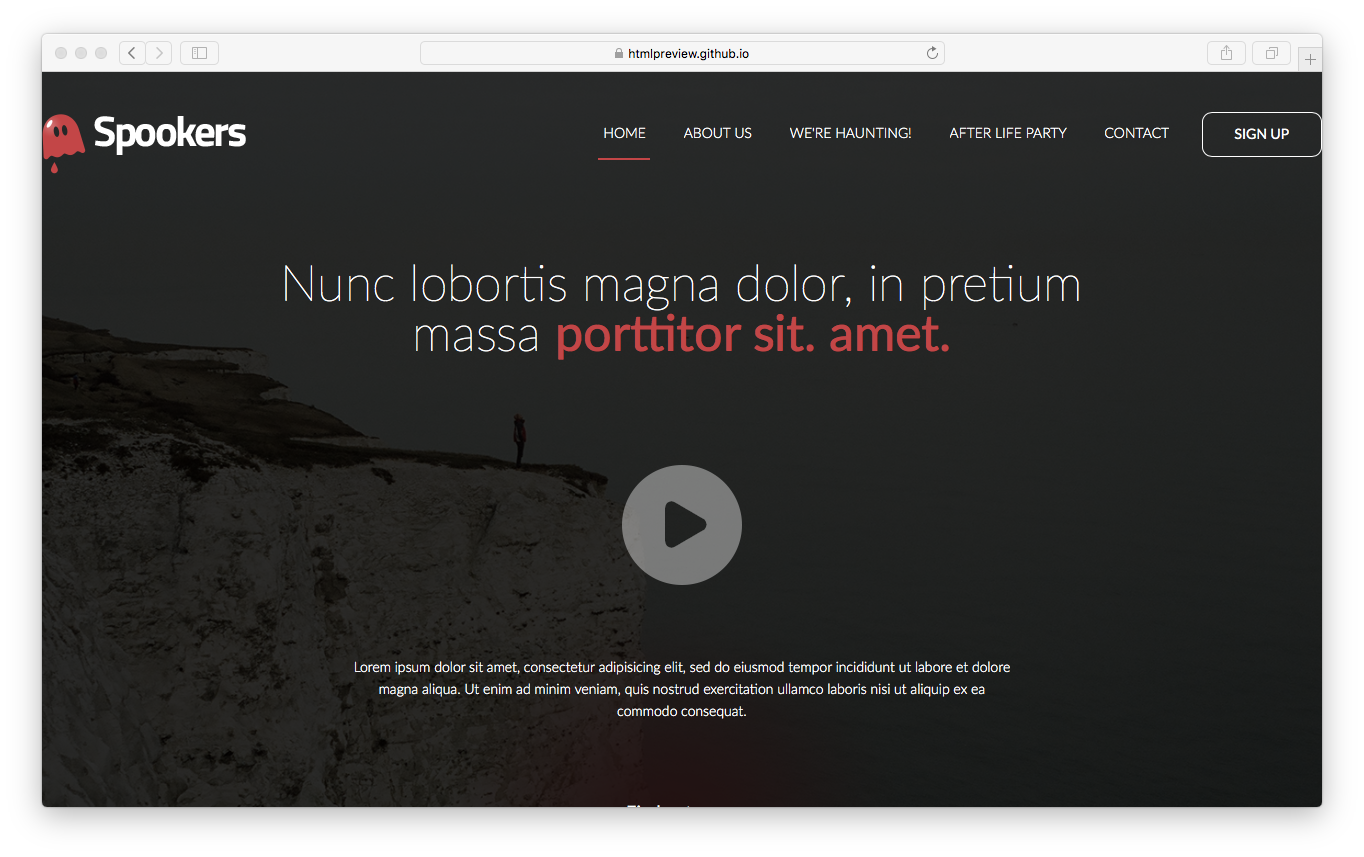 htmlpreview.github.io
Spookers
HOME
ABOUT US
WE'RE HAUNTING!
AFTER LIFE PARTY
CONTACT
SIGN UP
Nunc lobortis magna dolor, in pretium
massa porttitor sit. amet.
Lorem ipsum dolor sit amet, consectetur adipisicing elit, sed do eiusmod tempor incididunt ut labore et dolore
magna aliqua. Ut enim ad minim veniam, quis nostrud exercitation ullamco laboris nisi ut aliquip ex ea
commodo consequat.